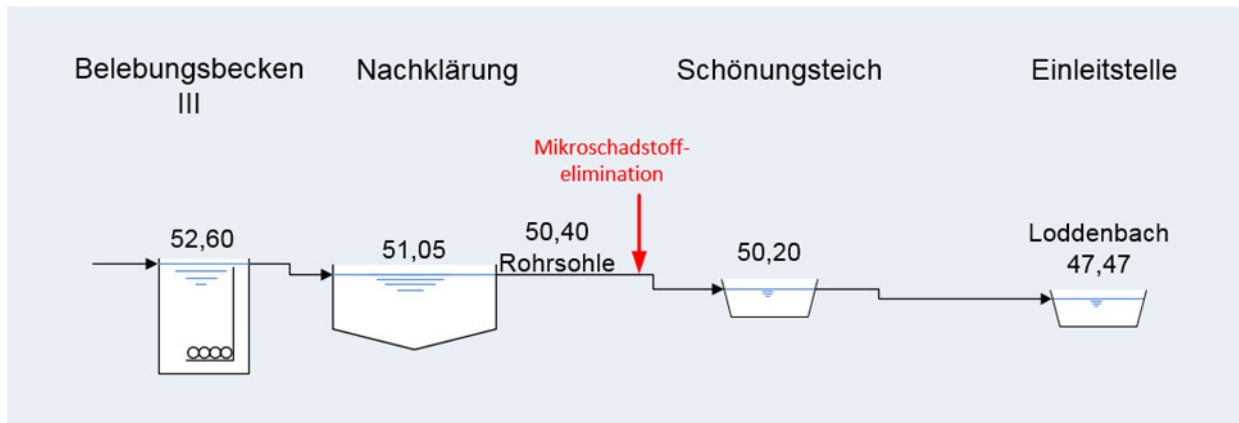 Belebungsbecken
III
Nachklärung
Schönungsteich
Einleitstelle
Mikroschadstoff-
elimination
52,60
51,05
50,40
Rohrsohle
50,20
Loddenbach
47,47